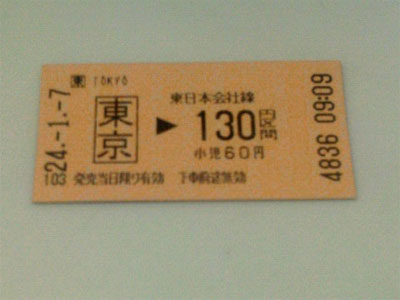 東 TOKYO
24.-1.-7
東京
東日本会社線
▶ 130円区間
小児60円
103 発売当日限り有効 下車前途無効
4836 09:09